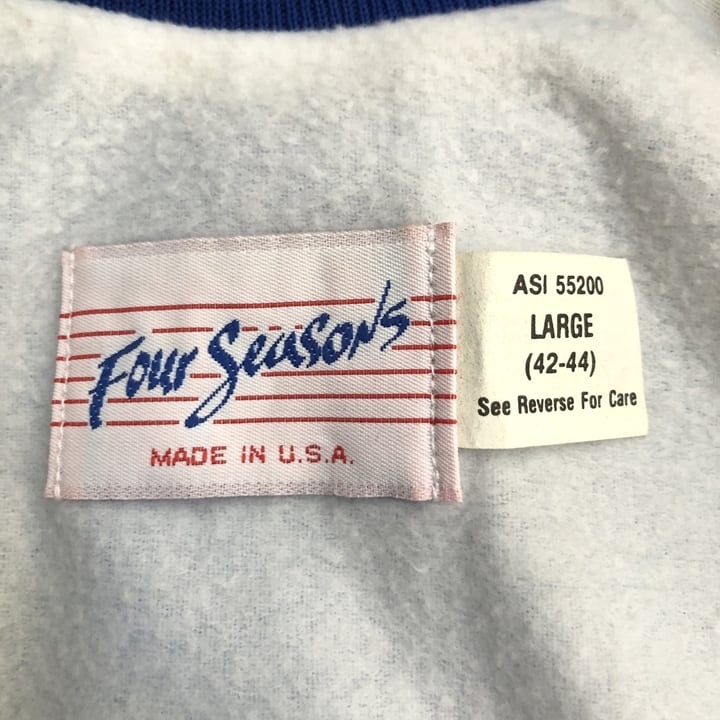 Four Seasons
MADE IN U.S.A.
ASI 55200
LARGE
(42-44)
See Reverse For Care